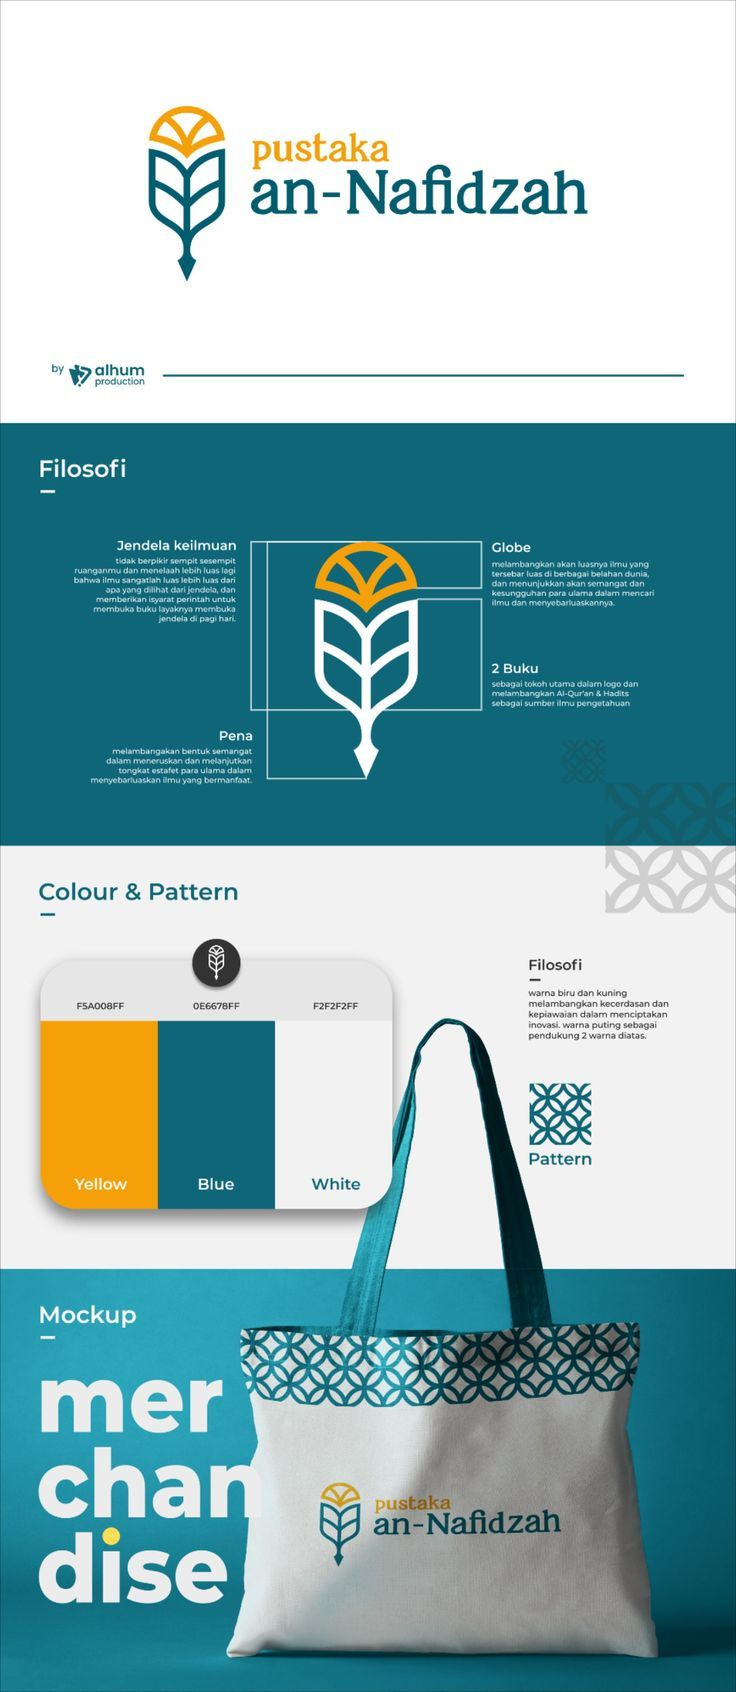 pustaka
an-Nafidzah
by alhum
production
Filosofi
Jendela keilmuan
tidak berpikir sempit sesempit
ruanganmu dan menelaah lebih luas lagi
bahwa ilmu sangatlah luas lebih luas dari
apa yang dilihat dari jendela, dan
memberikan isyarat perintah untuk
membuka buku layaknya membuka
jendela di pagi hari.
Globe
melambangkan akan luasnya ilmu yang
tersebar luas di berbagai belahan dunia,
dan menunjukkan akan semangat dan
kesungguhan para ulama dalam mencari
ilmu dan menyebarluaskannya.
2 Buku
sebagai tokoh utama dalam logo dan
melambangkan Al-Qur'an & Hadits
sebagai sumber ilmu pengetahuan
Pena
melambangakan bentuk semangat
dalam meneruskan dan melanjutkan
tongkat estafet para ulama dalam
menyebarluaskan ilmu yang bermanfaat.
Colour & Pattern
F5A008FF
0E6678FF
F2F2F2FF
Yellow
Blue
White
Filosofi
warna biru dan kuning
melambangkan kecerdasan dan
kepiawaian dalam menciptakan
inovasi. warna puting sebagai
pendukung 2 warna diatas.
Pattern
Mockup
mer
chan
dise
pustaka
an-Nafidzah